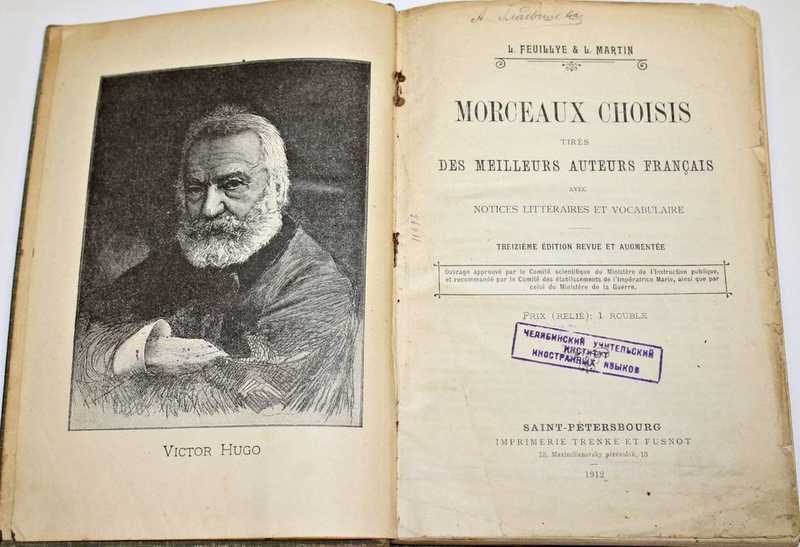 VICTOR HUGO
L. FEUILLYE & L. MARTIN
MORCEAUX CHOISIS
TIRÉS
DES MEILLEURS AUTEURS FRANÇAIS
AVEC
NOTICES LITTERAIRES ET VOCABULAIRE
TREIZIÈME ÉDITION REVUE ET AUGMENTÉE
Ouvrage approuvé par le Comité scientifique du Ministère de l'Instruction publique,
et recommandé par le Comité des établissements de l'Impératrice Marie, ainsi que par
celui du Ministère de la Guerre.
PRIX (RELIÉ): 1 ROUBLE
ЧЕЛЯБИНСКИЙ УЧИТЕЛЬСКИЙ
ИНСТИТУТ
ИНОСТРАННЫХ ЯЗЫКОВ
SAINT-PÉTERSBOURG
IMPRIMERIE TRENKE ET FUSNOT
15, Maximilianovsky péréoulok, 15
1912